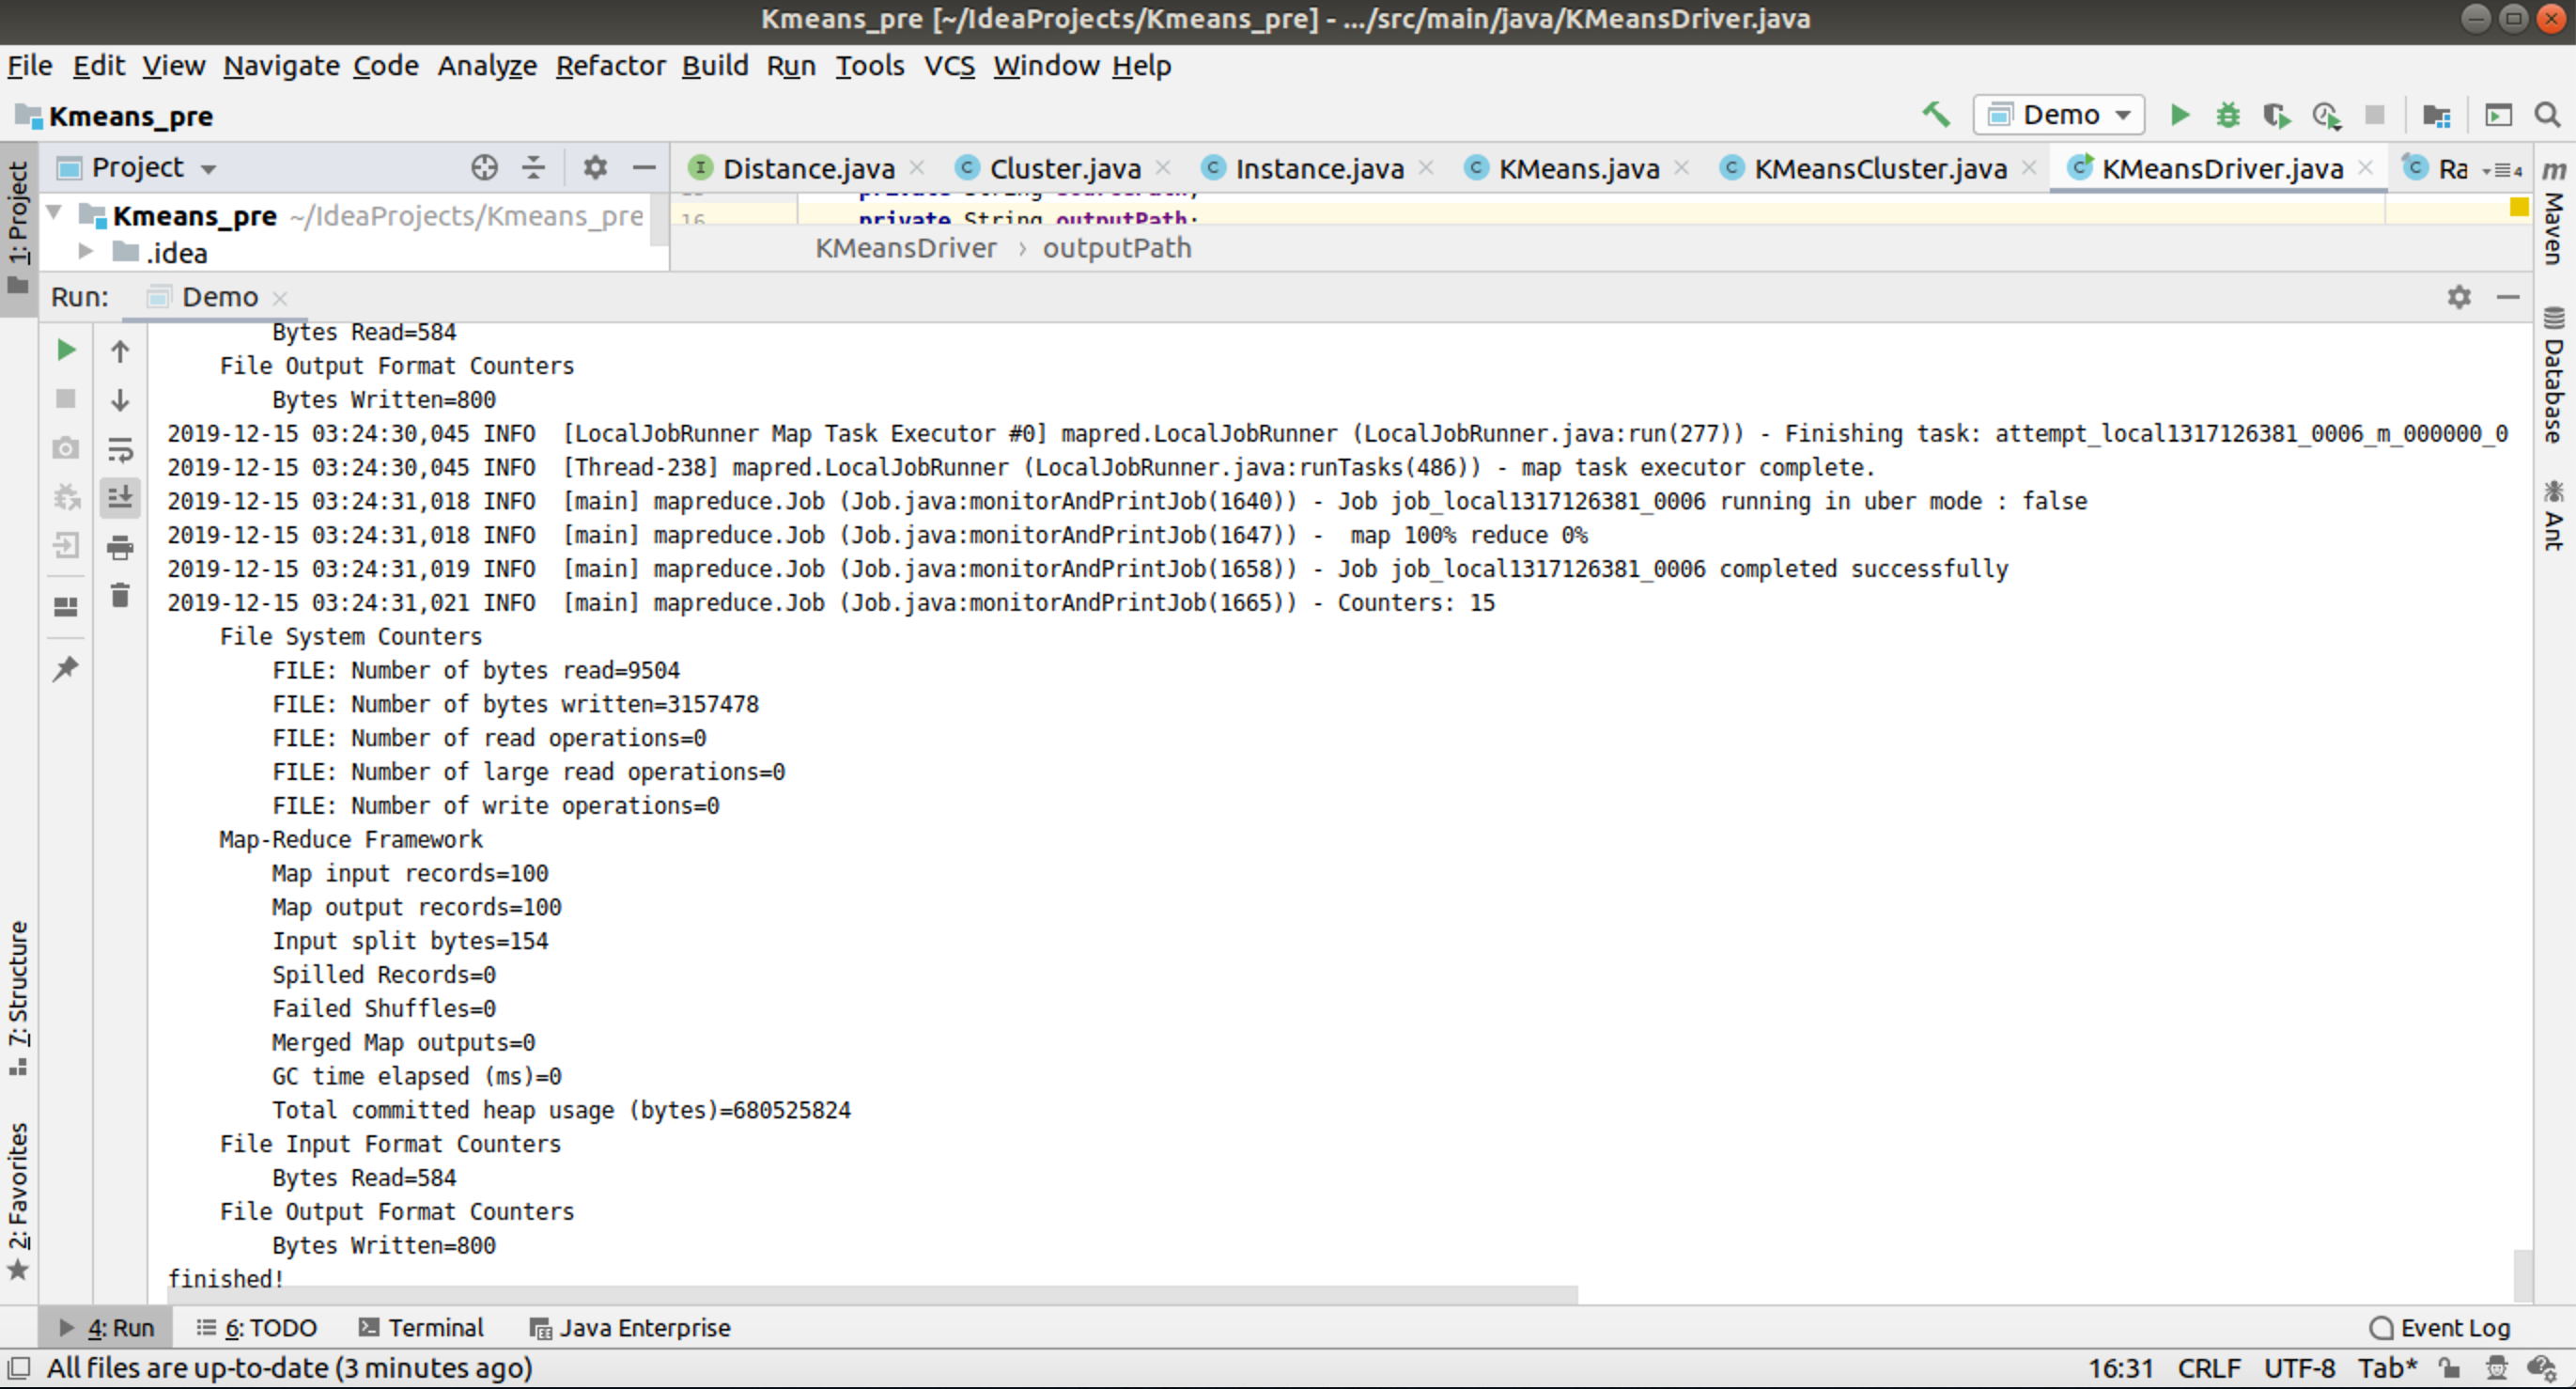 Kmeans_pre [~/IdeaProjects/Kmeans_pre] - .../src/main/java/KMeansDriver.java
File Edit View Navigate Code Analyze Refactor Build Run Tools VCS Window Help
Kmeans_pre
Demo
1: Project
Project
Distance.java
Cluster.java
Instance.java
KMeans.java
KMeansCluster.java
KMeansDriver.java
Ra
4
Kmeans_pre ~/IdeaProjects/Kmeans_pre
.idea
16 private String outputPath;
KMeansDriver › outputPath
Run: Demo
Bytes Read=584
File Output Format Counters
Bytes Written=800
2019-12-15 03:24:30,045 INFO [LocalJobRunner Map Task Executor #0] mapred.LocalJobRunner (LocalJobRunner.java:run(277)) - Finishing task: attempt_local1317126381_0006_m_000000_0
2019-12-15 03:24:30,045 INFO [Thread-238] mapred.LocalJobRunner (LocalJobRunner.java:runTasks(486)) - map task executor complete.
2019-12-15 03:24:31,018 INFO [main] mapreduce.Job (Job.java:monitorAndPrintJob(1640)) - Job job_local1317126381_0006 running in uber mode : false
2019-12-15 03:24:31,018 INFO [main] mapreduce.Job (Job.java:monitorAndPrintJob(1647)) - map 100% reduce 0%
2019-12-15 03:24:31,019 INFO [main] mapreduce.Job (Job.java:monitorAndPrintJob(1658)) - Job job_local1317126381_0006 completed successfully
2019-12-15 03:24:31,021 INFO [main] mapreduce.Job (Job.java:monitorAndPrintJob(1665)) - Counters: 15
File System Counters
FILE: Number of bytes read=9504
FILE: Number of bytes written=3157478
FILE: Number of read operations=0
FILE: Number of large read operations=0
FILE: Number of write operations=0
Map-Reduce Framework
Map input records=100
Map output records=100
Input split bytes=154
Spilled Records=0
Failed Shuffles=0
Merged Map outputs=0
GC time elapsed (ms)=0
Total committed heap usage (bytes)=680525824
File Input Format Counters
Bytes Read=584
File Output Format Counters
Bytes Written=800
finished!
7: Structure
2: Favorites
m Maven
Database
Ant
4: Run 6: TODO Terminal Java Enterprise Event Log
All files are up-to-date (3 minutes ago) 16:31 CRLF UTF-8 Tab*